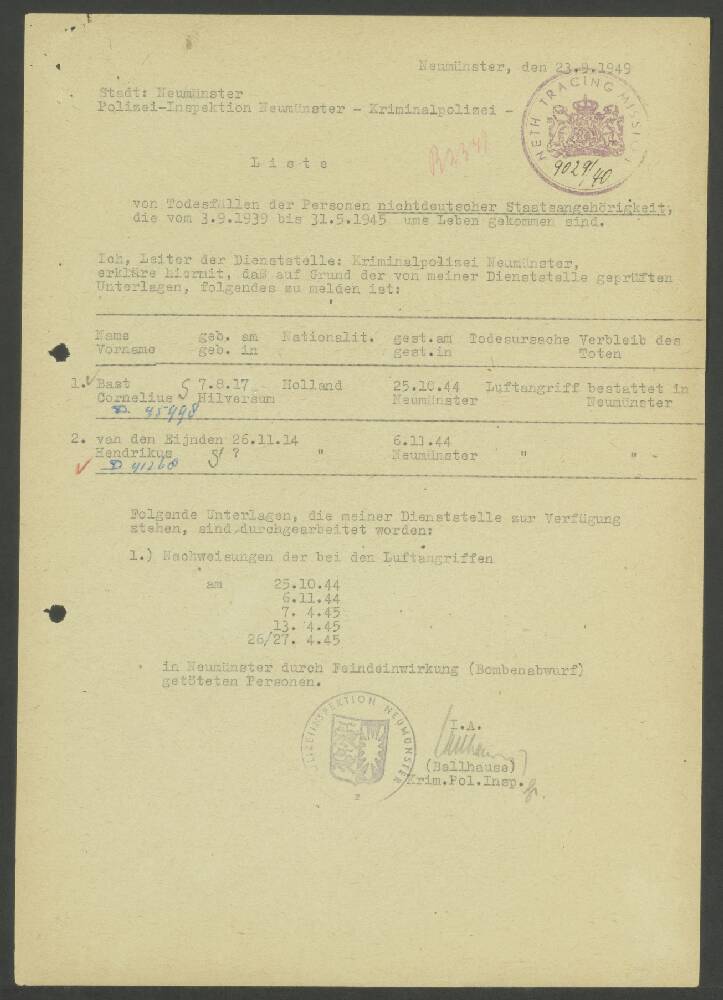 Neumünster, den 23.9.1949
Stadt: Neumünster
Polizei-Inspektion Neumünster - Kriminalpolizei -
NETH TRACING MISSION
9029/40
L i s t e
von Todesfällen der Personen nichtdeutscher Staatsangehörigkeit,
die vom 3.9.1939 bis 31.5.1945 ums Leben gekommen sind.
Ich, Leiter der Dienststelle: Kriminalpolizei Neumünster,
erkläre hiermit, daß auf Grund der von meiner Dienststelle geprüften
Unterlagen, folgendes zu melden ist:
Name geb. am Nationalit. gest.am Todesursache Verbleib des
Vorname geb. in gest.in Toten
1. Bast 7.8.17 Holland 25.10.44 Luftangriff bestattet in
Cornelius Hilversum Neumünster Neumünster
D. 45998
2. van den Eijnden 26.11.14 6.11.44
Hendrikus ? " Neumünster " " -
D 41260
Folgende Unterlagen, die meiner Dienststelle zur Verfügung
stehen, sind durchgearbeitet worden:
1.) Nachweisungen der bei den Luftangriffen
am 25.10.44
6.11.44
7. 4.45
13. 4.45
26/27. 4.45
in Neumünster durch Feindeinwirkung (Bombenabwurf)
getöteten Personen.
POLIZEIINSPEKTION NEUMÜNSTER
2
I.A.
(Ballhause)
Krim.Pol.Insp.